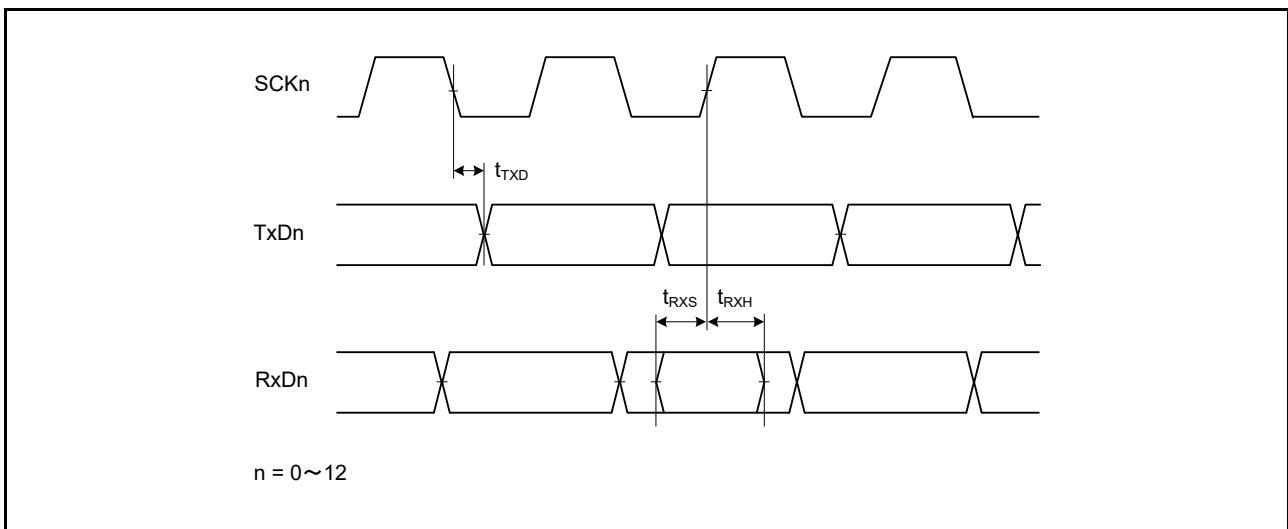 SCKn
tTXD
TxDn
tRXS tRXH
RxDn
n = 0～12